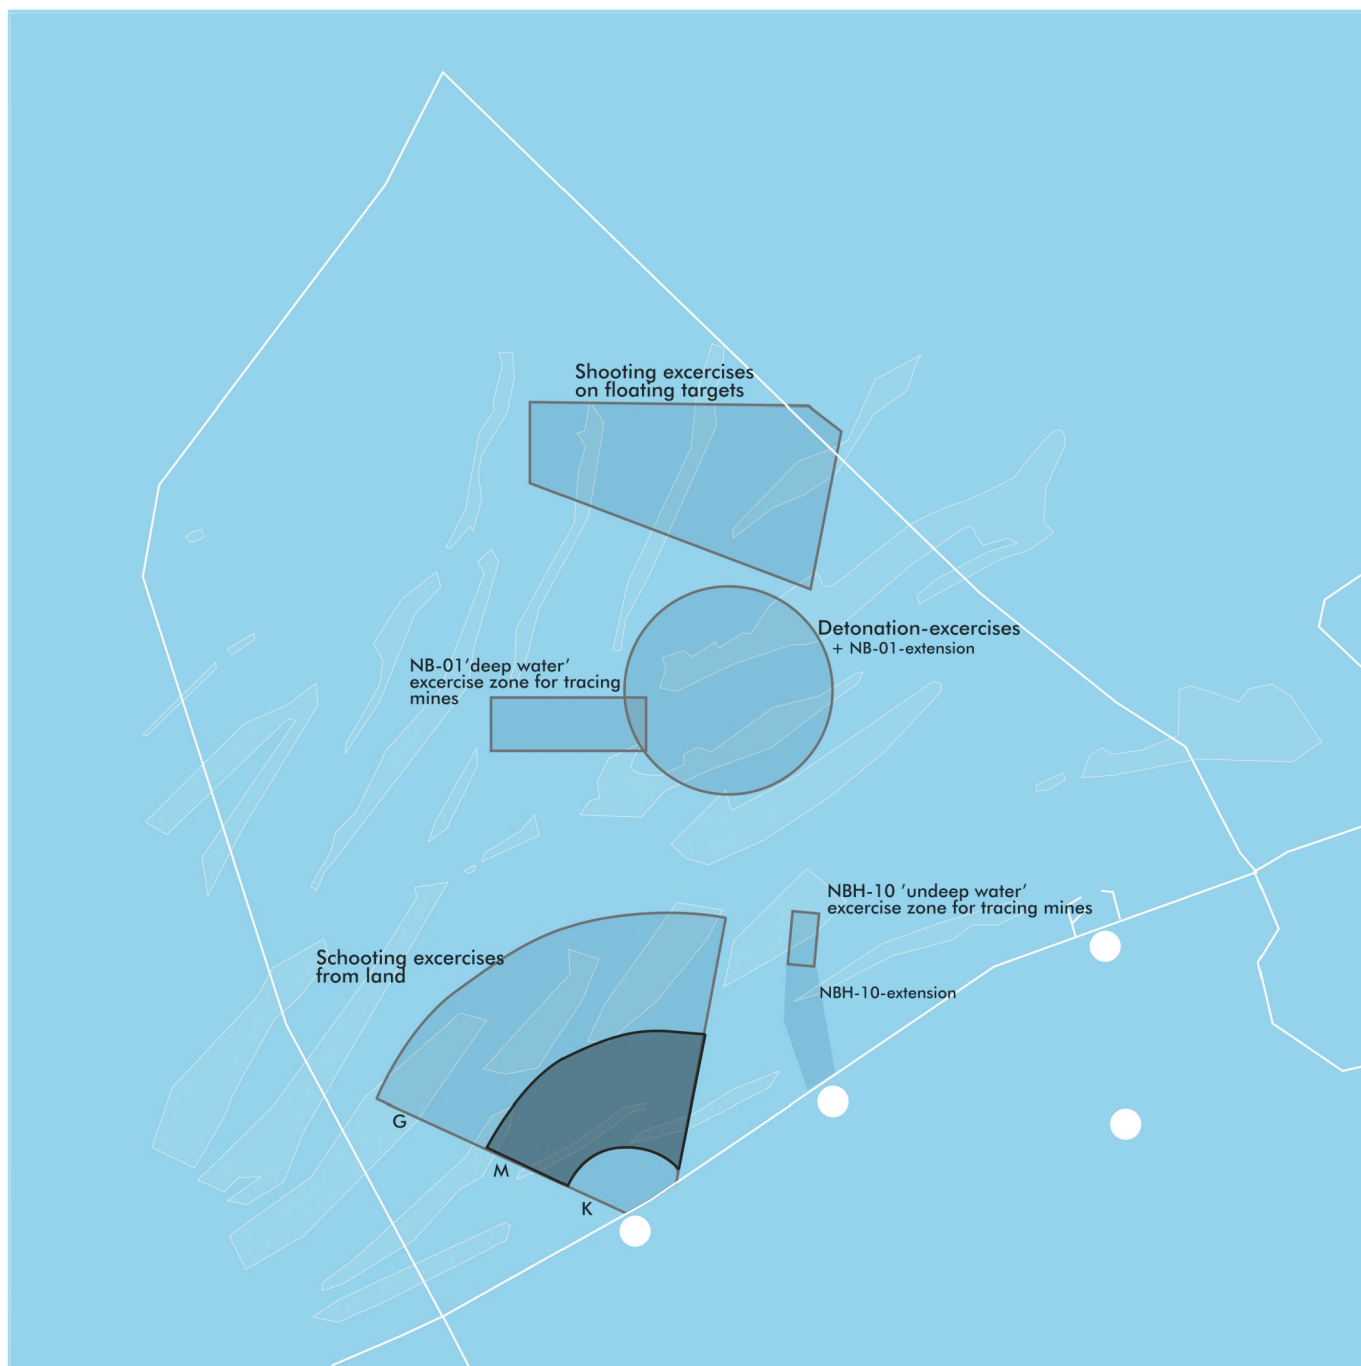 Shooting excercises
on floating targets
Detonation-excercises
+ NB-01-extension
NB-01'deep water'
excercise zone for tracing
mines
NBH-10 'undeep water'
excercise zone for tracing mines
Schooting excercises
from land
NBH-10-extension
G
M
K